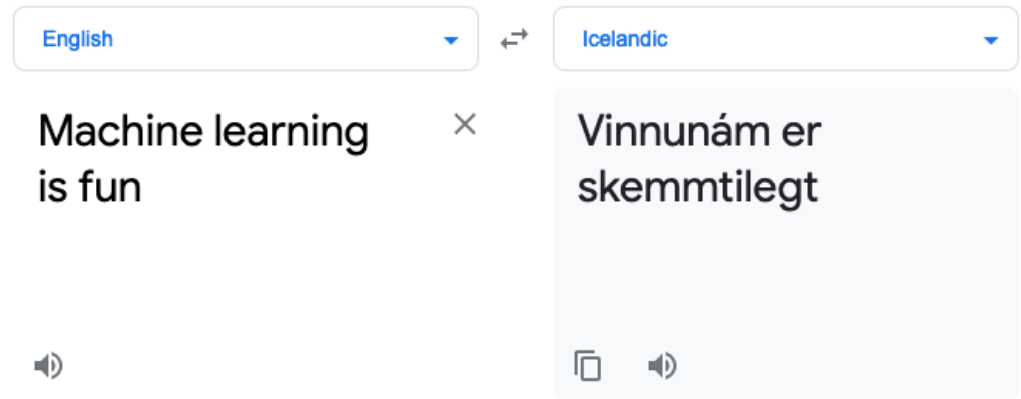 English
Icelandic
Machine learning
is fun
Vinnunám er
skemmtilegt